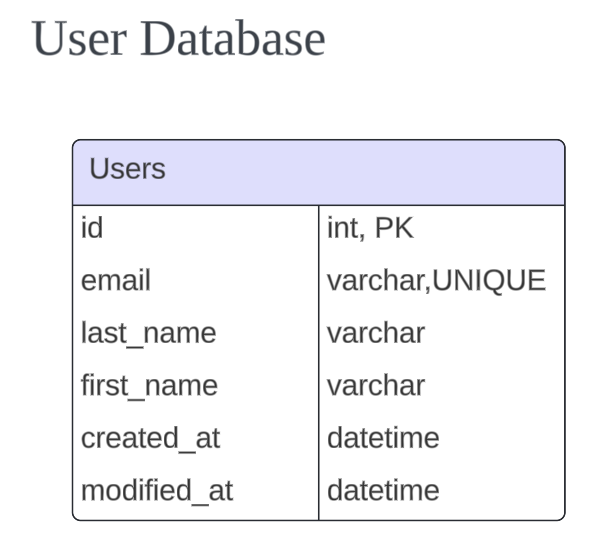 User Database
Users
id int, PK
email varchar,UNIQUE
last_name varchar
first_name varchar
created_at datetime
modified_at datetime